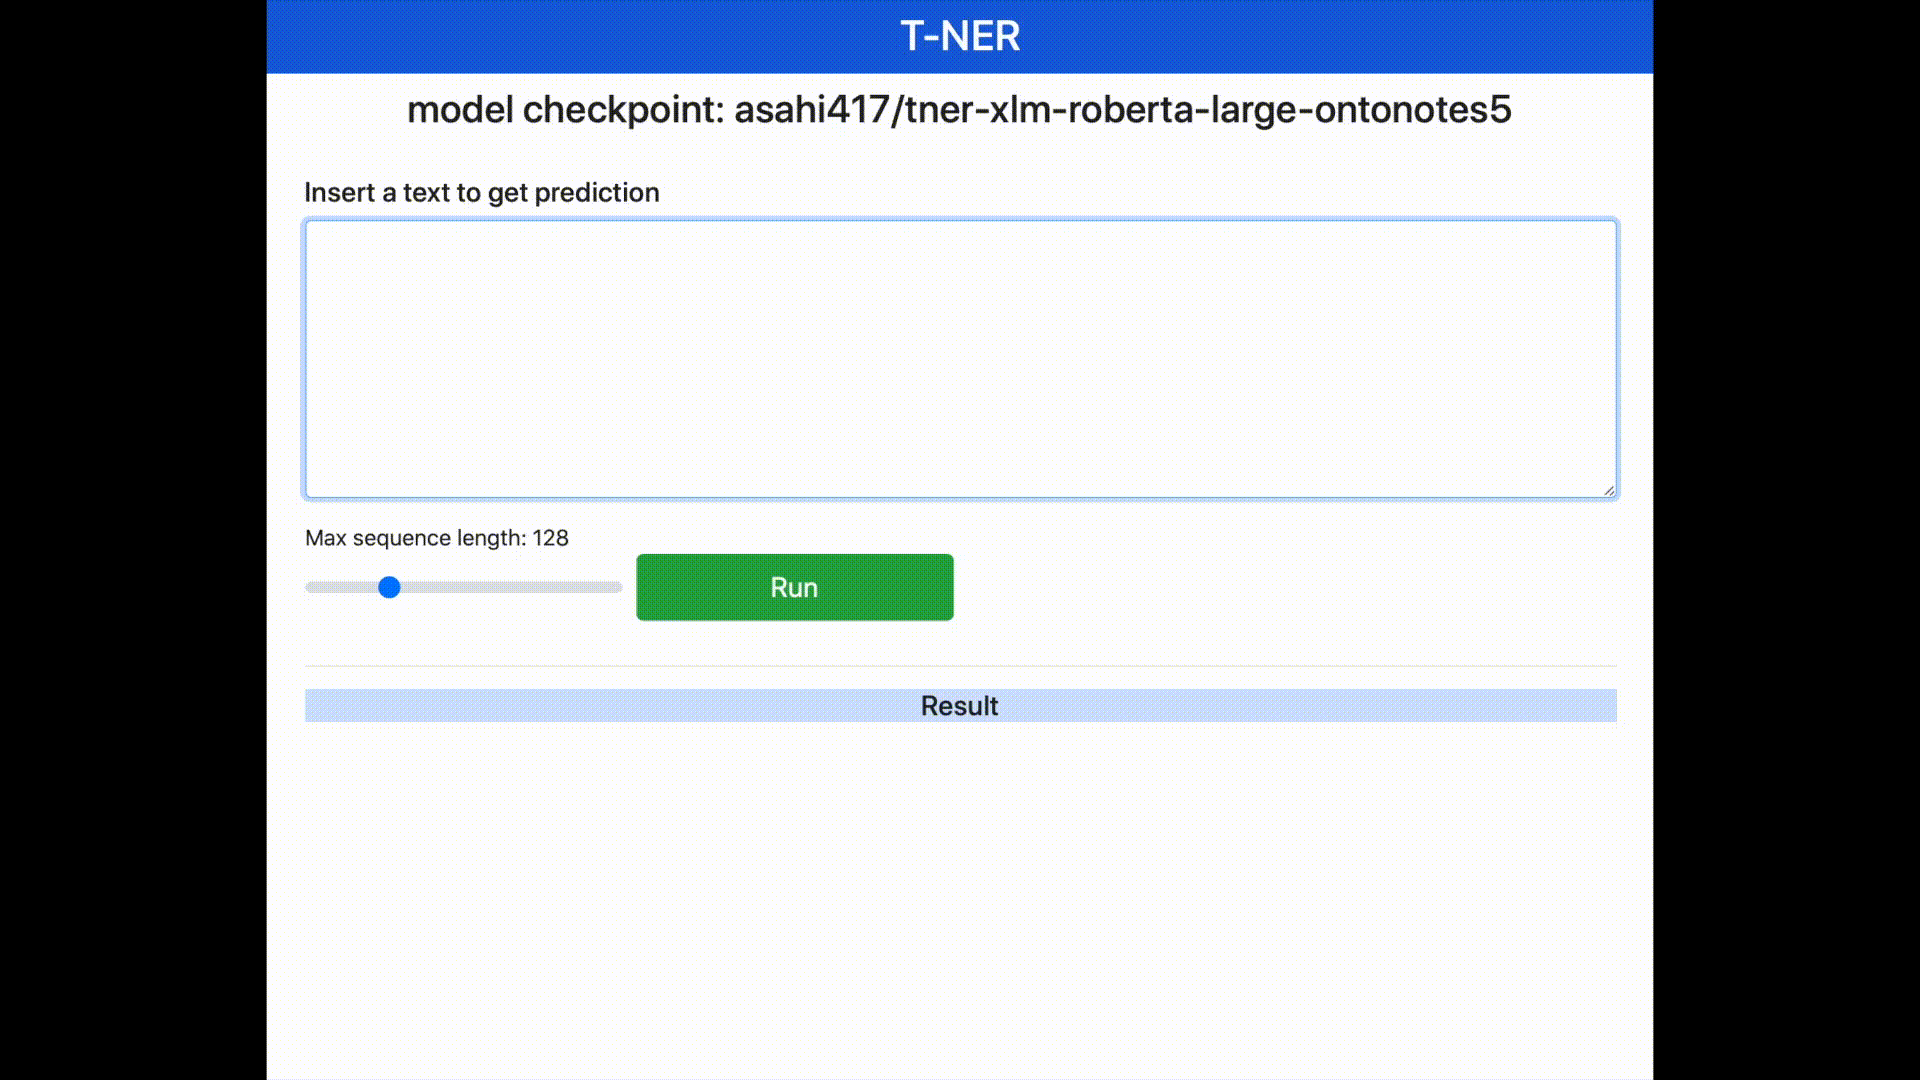 T-NER
model checkpoint: asahi417/tner-xlm-roberta-large-ontonotes5
Insert a text to get prediction
Max sequence length: 128
Run
Result